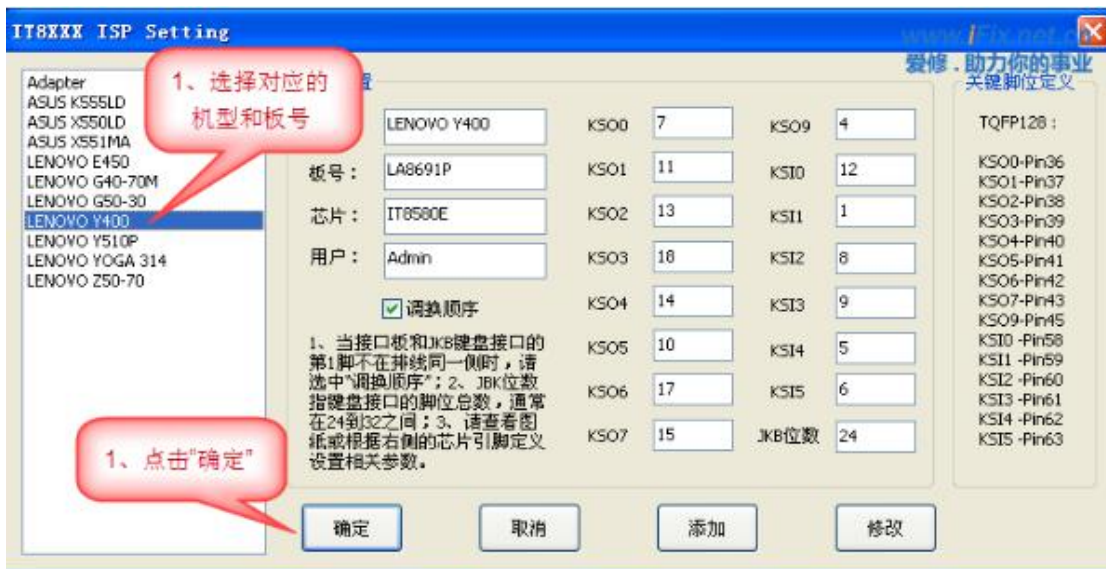 IT8XXX ISP Setting
www.iFix.net.c
爱修.助力你的事业
1、选择对应的
机型和板号
Adapter
ASUS K555LD
ASUS X550LD
ASUS X551MA
LENOVO E450
LENOVO G40-70M
LENOVO G50-30
LENOVO Y400
LENOVO Y510P
LENOVO YOGA 314
LENOVO Z50-70
置
LENOVO Y400
板号： LA8691P
芯片： IT8580E
用户： Admin
调换顺序
1、当接口板和JKB键盘接口的
第1脚不在排线同一侧时，请
选中"调换顺序"；2、JBK位数
指键盘接口的脚位总数，通常
在24到32之间；3、请查看图
纸或根据右侧的芯片引脚定义
设置相关参数。
KSO0 7 KSO9 4
KSO1 11 KSI0 12
KSO2 13 KSI1 1
KSO3 18 KSI2 8
KSO4 14 KSI3 9
KSO5 10 KSI4 5
KSO6 17 KSI5 6
KSO7 15 JKB位数 24
关键脚位定义
TQFP128：
KSO0-Pin36
KSO1-Pin37
KSO2-Pin38
KSO3-Pin39
KSO4-Pin40
KSO5-Pin41
KSO6-Pin42
KSO7-Pin43
KSO9-Pin45
KSI0 -Pin58
KSI1 -Pin59
KSI2 -Pin60
KSI3 -Pin61
KSI4 -Pin62
KSI5 -Pin63
1、点击"确定"
确定 取消 添加 修改